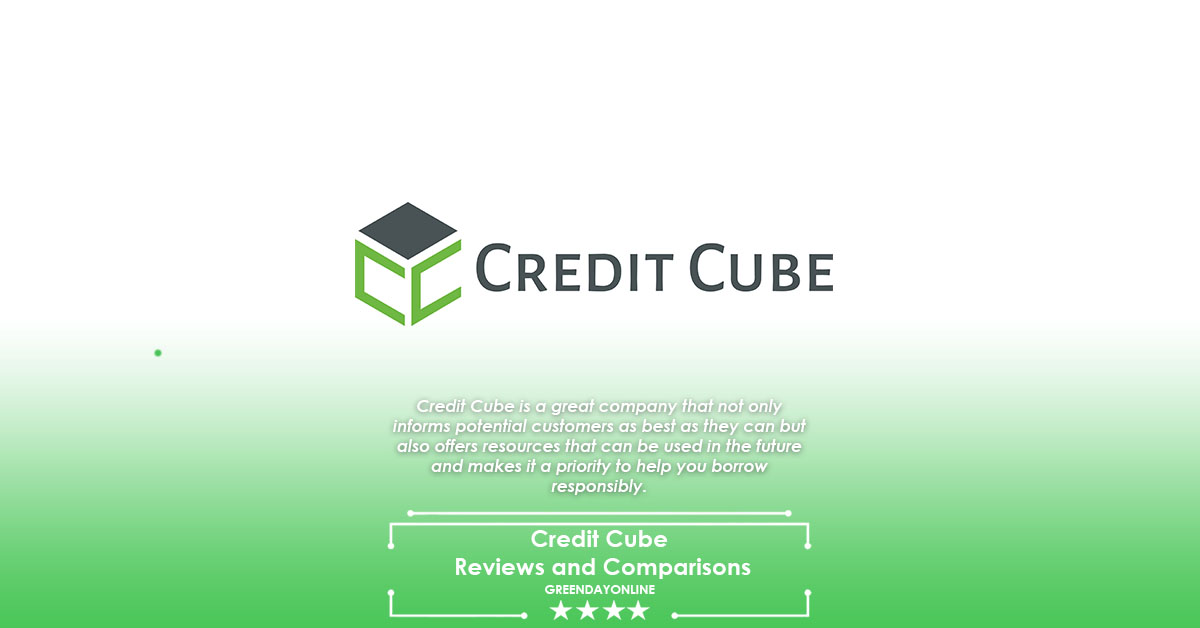 CREDIT CUBE
Credit Cube is a great company that not only
informs potential customers as best as they can but
also offers resources that can be used in the future
and makes it a priority to help you borrow
responsibly.
Credit Cube
Reviews and Comparisons
GREENDAYONLINE